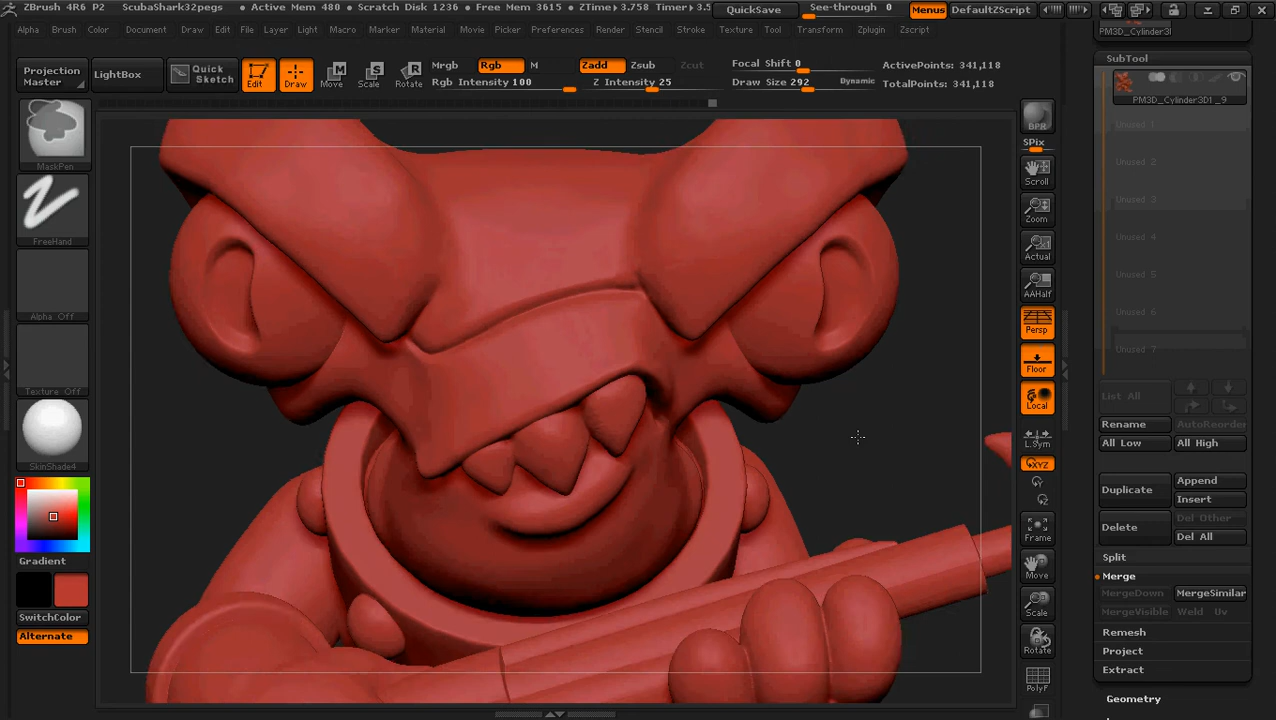 ZBrush 4R6 P2 ScubaShark32pegs • Active Mem 480 • Scratch Disk 1236 • Free Mem 3615 • ZTime▸3.758 Timer▸3.5 QuickSave See-through 0 Menus DefaultZScript
Alpha Brush Color Document Draw Edit File Layer Light Macro Marker Material Movie Picker Preferences Render Stencil Stroke Texture Tool Transform Zplugin Zscript
PM3D_Cylinder3
Projection Master LightBox Quick Sketch Edit Draw Move Scale Rotate
Mrgb Rgb M Zadd Zsub Zcut Focal Shift 0 ActivePoints: 341,118
Rgb Intensity 100 Z Intensity 25 Draw Size 292 Dynamic TotalPoints: 341,118
SubTool
PM3D_Cylinder3D1_9
Unused 1
Unused 2
Unused 3
Unused 4
Unused 5
Unused 6
Unused 7
List All
Rename AutoReorder
All Low All High
Duplicate Append
Insert
Delete Del Other
Del All
Split
Merge
MergeDown MergeSimilar
MergeVisible Weld Uv
Remesh
Project
Extract
Geometry
MaskPen
FreeHand
Alpha Off
Texture Off
SkinShade4
Gradient
SwitchColor
Alternate
BPR
SPix
Scroll
Zoom
Actual
AAHalf
Persp
Floor
Local
L.Sym
XYZ
Y
Z
Frame
Move
Scale
Rotate
PolyF